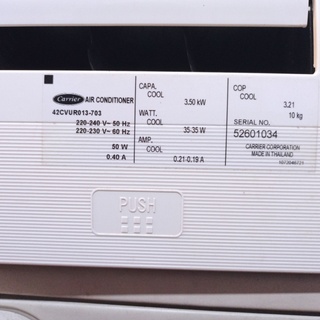 Carrier AIR CONDITIONER
42CVUR013-703
220-240 V~ 50 Hz
220-230 V~ 60 Hz
50 W
0.40 A
CAPA.
COOL 3.50 kW
WATT.
COOL 35-35 W
AMP.
COOL 0.21-0.19 A
COP
COOL 3.21
10 kg
SERIAL NO.
52601034
CARRIER CORPORATION
MADE IN THAILAND
PUSH